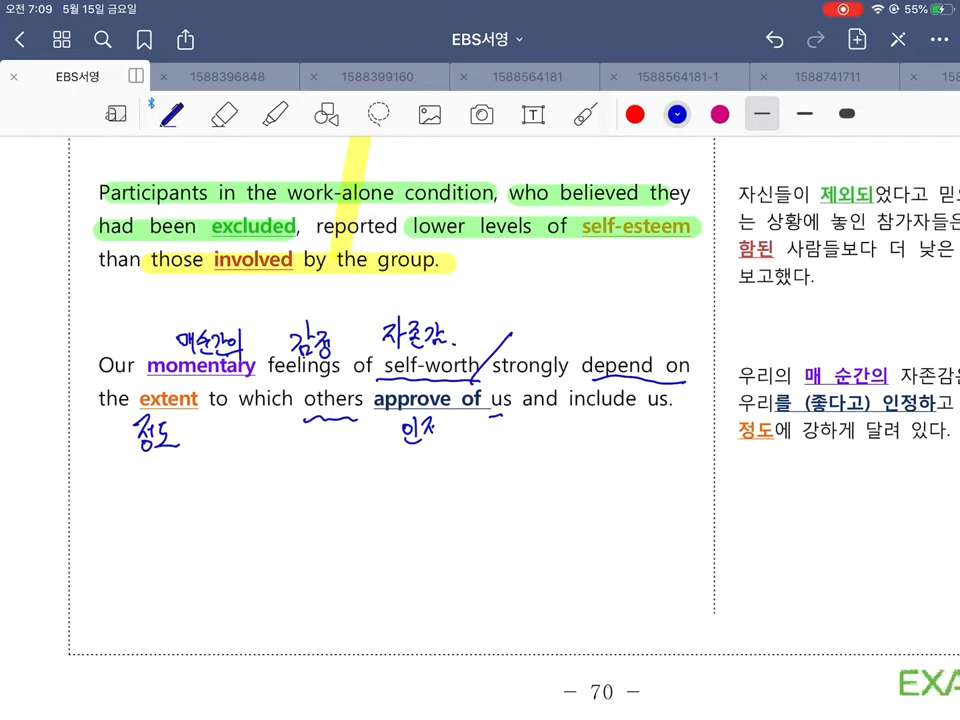 오전 7:09 5월 15일 금요일
55%
EBS서영
EBS서영
1588396848
1588399160
1588564181
1588564181-1
1588741711
158
Participants in the work-alone condition, who believed they
had been excluded, reported lower levels of self-esteem
than those involved by the group.
매순간의 감정 자존감.
Our momentary feelings of self-worth strongly depend on
the extent to which others approve of us and include us.
정도
자신들이 제외되었다고 믿으
는 상황에 놓인 참가자들은
함된 사람들보다 더 낮은
보고했다.
우리의 매 순간의 자존감은
우리를 (좋다고) 인정하고
정도에 강하게 달려 있다.
- 70 -
EXA